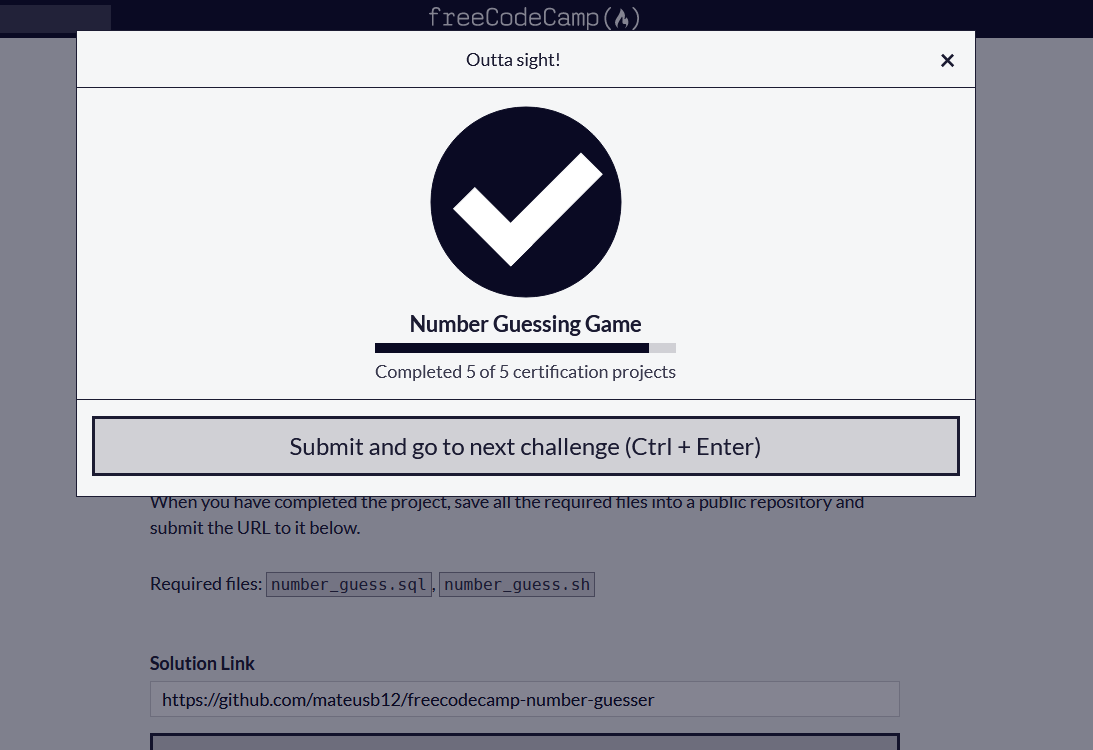 freeCodeCamp
Outta sight!
Number Guessing Game
Completed 5 of 5 certification projects
Submit and go to next challenge (Ctrl + Enter)
When you have completed the project, save all the required files into a public repository and
submit the URL to it below.
Required files: number_guess.sql, number_guess.sh
Solution Link
https://github.com/mateusb12/freecodecamp-number-guesser